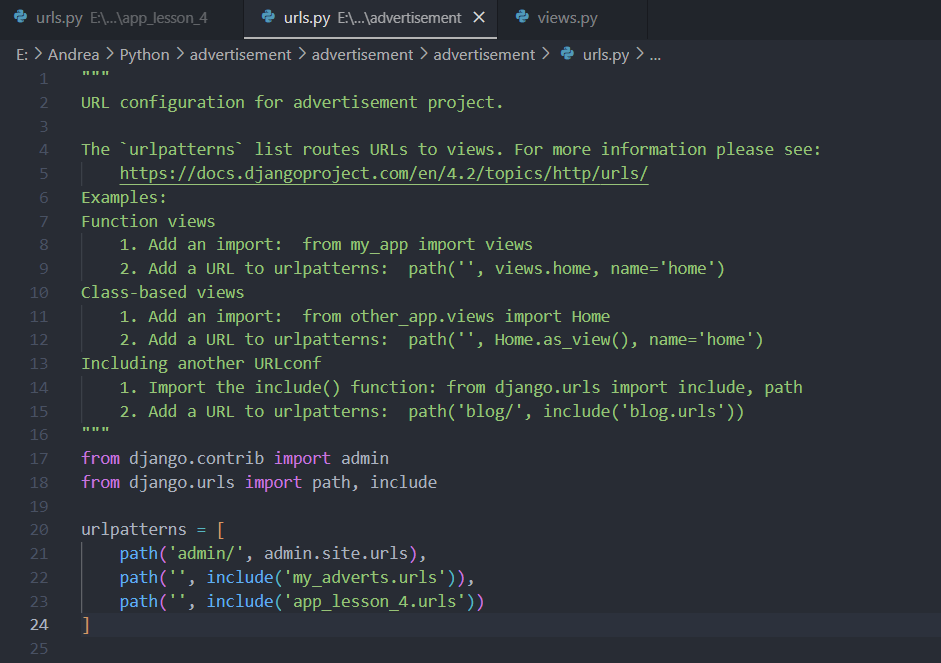 urls.py E:\...\app_lesson_4 urls.py E:\...\advertisement views.py
E: > Andrea > Python > advertisement > advertisement > advertisement > urls.py > ...
1 """
2 URL configuration for advertisement project.
3
4 The `urlpatterns` list routes URLs to views. For more information please see:
5     https://docs.djangoproject.com/en/4.2/topics/http/urls/
6 Examples:
7 Function views
8     1. Add an import:  from my_app import views
9     2. Add a URL to urlpatterns:  path('', views.home, name='home')
10 Class-based views
11     1. Add an import:  from other_app.views import Home
12     2. Add a URL to urlpatterns:  path('', Home.as_view(), name='home')
13 Including another URLconf
14     1. Import the include() function: from django.urls import include, path
15     2. Add a URL to urlpatterns:  path('blog/', include('blog.urls'))
16 """
17 from django.contrib import admin
18 from django.urls import path, include
19
20 urlpatterns = [
21     path('admin/', admin.site.urls),
22     path('', include('my_adverts.urls')),
23     path('', include('app_lesson_4.urls'))
24 ]
25